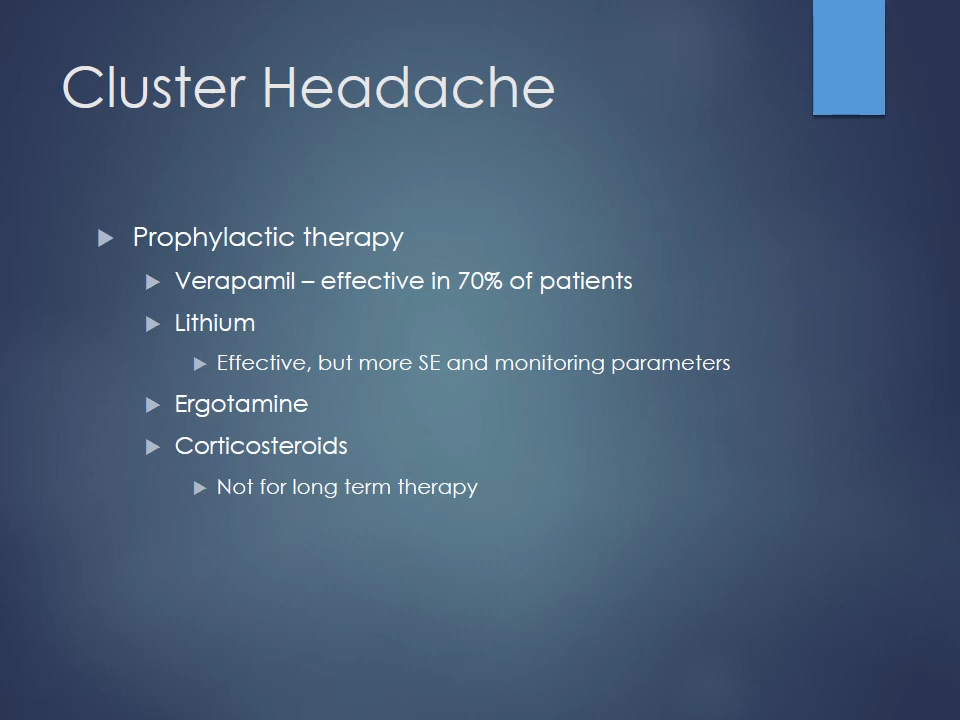 Cluster Headache
Prophylactic therapy
Verapamil – effective in 70% of patients
Lithium
Effective, but more SE and monitoring parameters
Ergotamine
Corticosteroids
Not for long term therapy